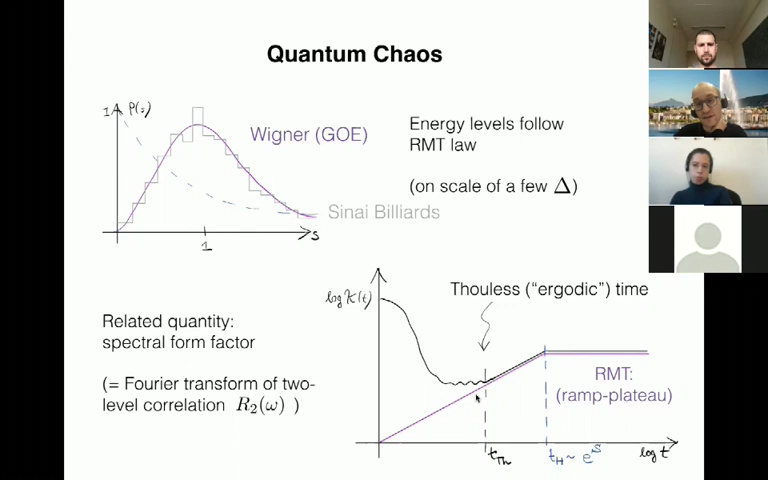 Quantum Chaos
1 P(s)
Wigner (GOE)
Energy levels follow
RMT law
(on scale of a few Δ)
Sinai Billiards
s
1
Thouless ("ergodic") time
log K(t)
Related quantity:
spectral form factor
(= Fourier transform of two-
level correlation R₂(ω) )
RMT:
(ramp-plateau)
t_Th
t_H ~ e^S
log t